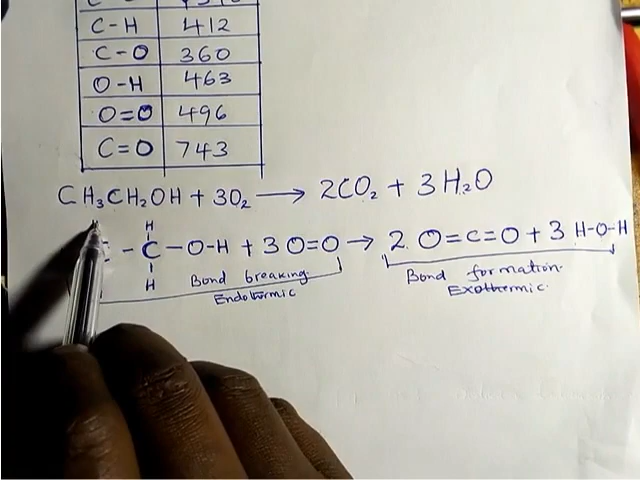 C-H 412
C-O 360
O-H 463
O=O 496
C=O 743
CH₃CH₂OH + 3O₂ → 2CO₂ + 3H₂O
H
-C-O-H + 3 O=O → 2. O=C=O + 3 H-O-H
H
Bond breaking. Bond formation.
Endothermic Exothermic.